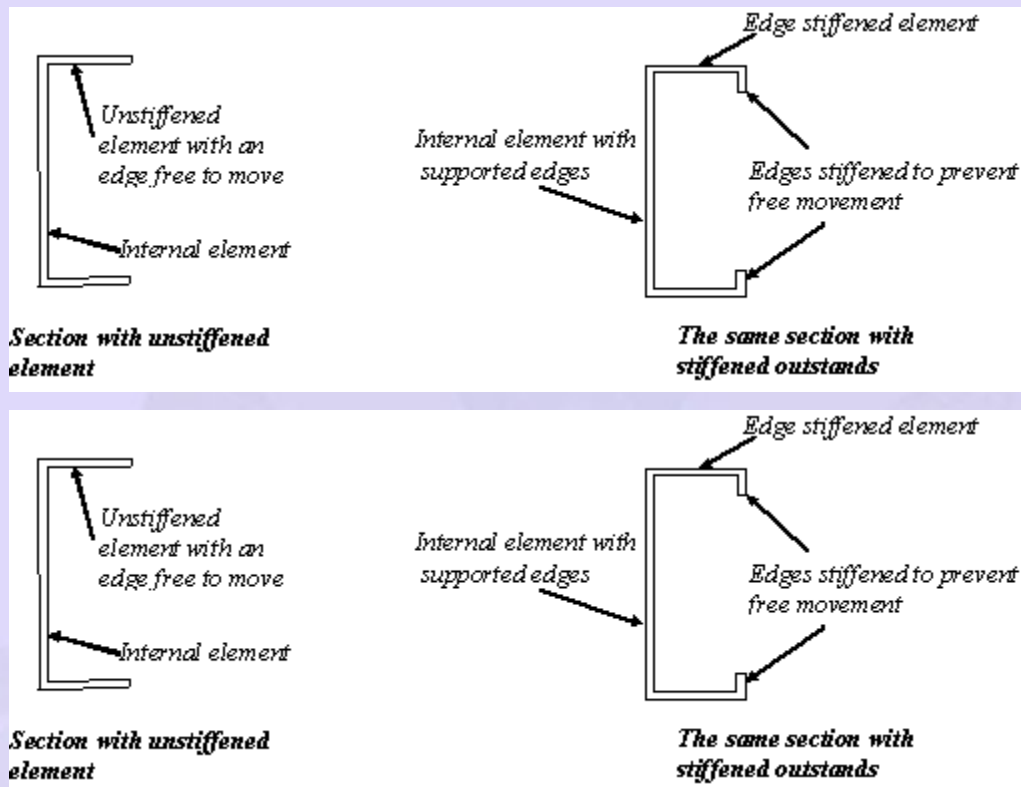 Edge stiffened element
Unstiffened
element with an
edge free to move
Internal element with
supported edges
Edges stiffened to prevent
free movement
Internal element
Section with unstiffened
element
The same section with
stiffened outstands
Edge stiffened element
Unstiffened
element with an
edge free to move
Internal element with
supported edges
Edges stiffened to prevent
free movement
Internal element
Section with unstiffened
element
The same section with
stiffened outstands